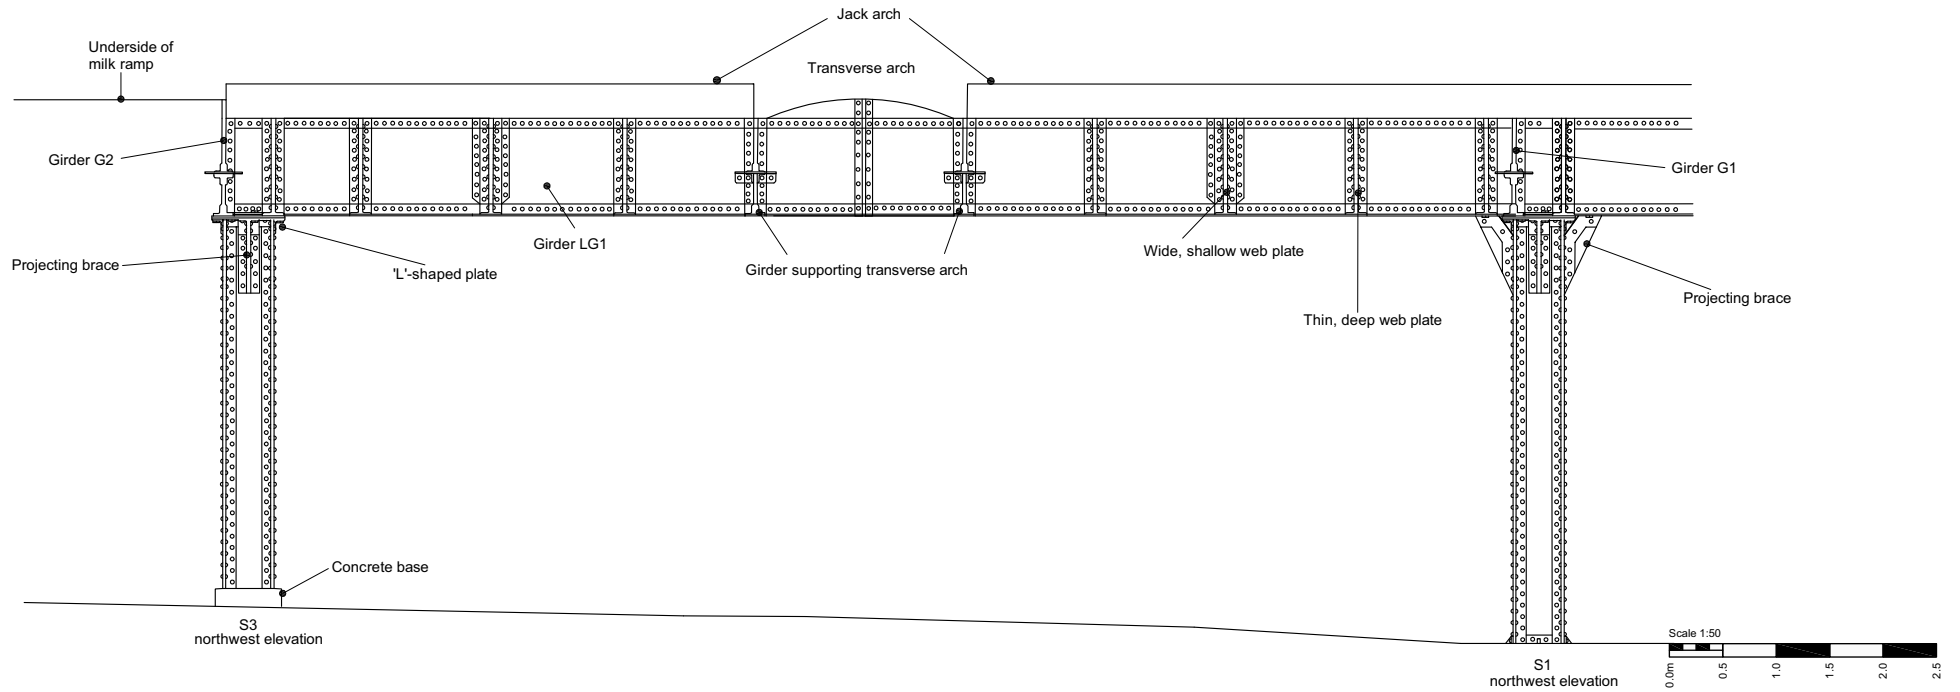 Jack arch
Underside of
milk ramp
Transverse arch
Girder G2
Girder G1
Girder LG1
Wide, shallow web plate
Projecting brace
'L'-shaped plate
Girder supporting transverse arch
Projecting brace
Thin, deep web plate
Concrete base
S3
northwest elevation
Scale 1:50
S1
northwest elevation
0.0m
0.5
1.0
1.5
2.0
2.5